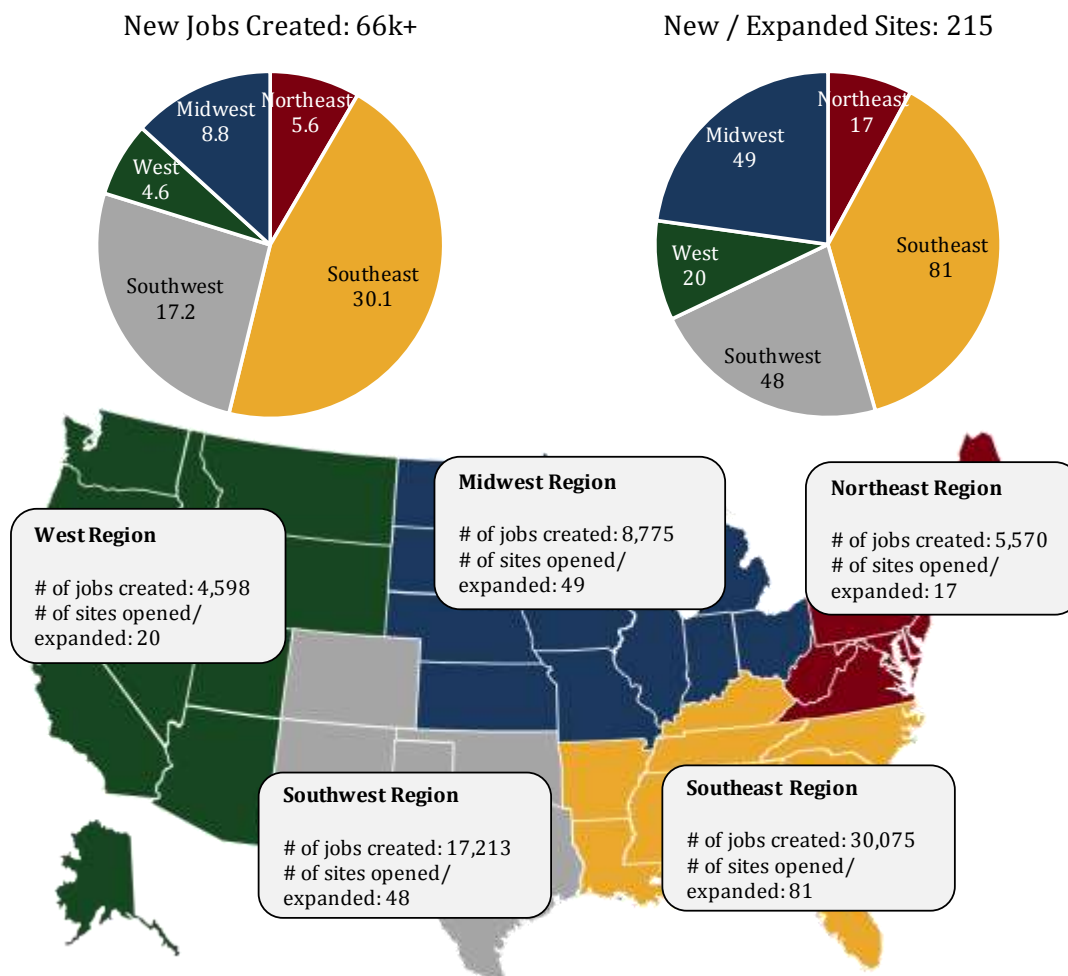 New Jobs Created: 66k+
New / Expanded Sites: 215
Midwest
8.8
Northeast
5.6
West
4.6
Southwest
17.2
Southeast
30.1
Midwest
49
Northeast
17
West
20
Southeast
81
Southwest
48
Midwest Region
# of jobs created: 8,775
# of sites opened/
expanded: 49
Northeast Region
# of jobs created: 5,570
# of sites opened/
expanded: 17
West Region
# of jobs created: 4,598
# of sites opened/
expanded: 20
Southwest Region
# of jobs created: 17,213
# of sites opened/
expanded: 48
Southeast Region
# of jobs created: 30,075
# of sites opened/
expanded: 81